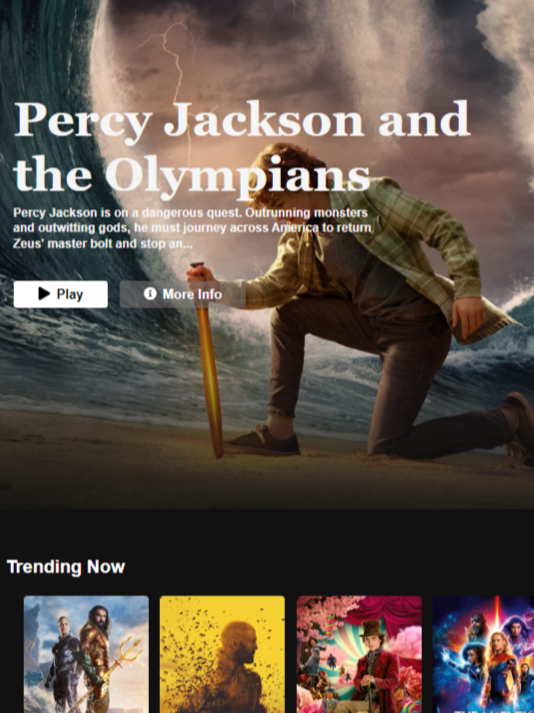 Percy Jackson and
the Olympians
Percy Jackson is on a dangerous quest. Outrunning monsters
and outwitting gods, he must journey across America to return
Zeus' master bolt and stop an...
Play
More Info
Trending Now